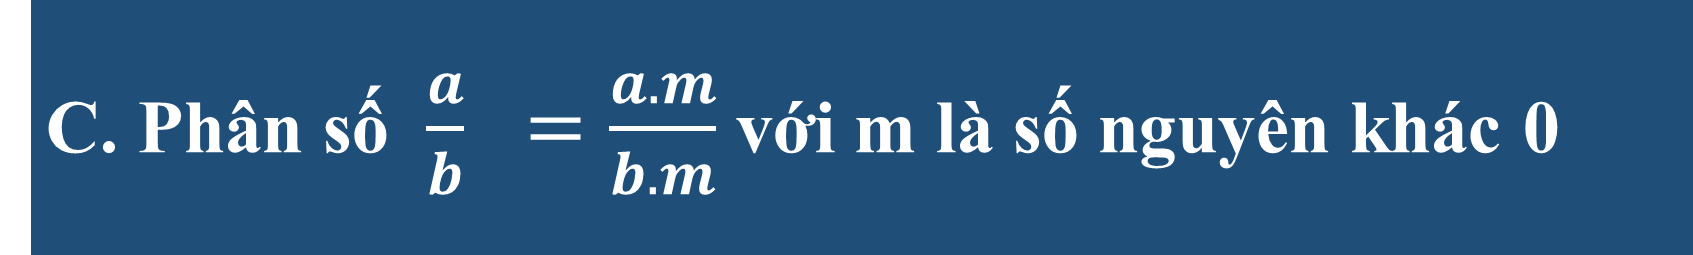 C. Phân số a/b = a.m/b.m với m là số nguyên khác 0